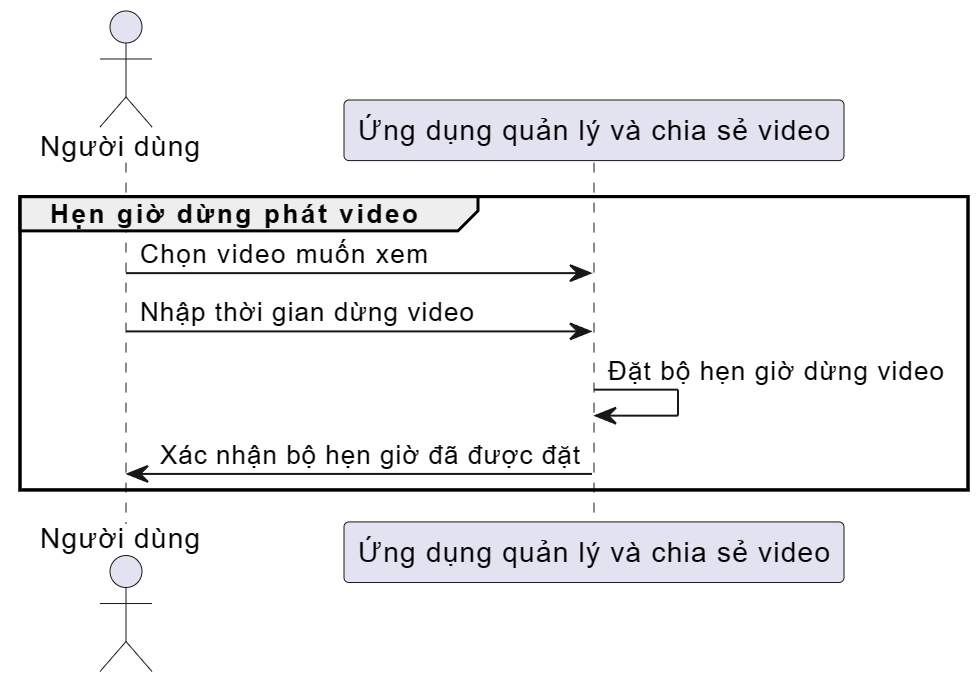 Người dùng
Ứng dụng quản lý và chia sẻ video
Hẹn giờ dừng phát video
Chọn video muốn xem
Nhập thời gian dừng video
Đặt bộ hẹn giờ dừng video
Xác nhận bộ hẹn giờ đã được đặt
Người dùng
Ứng dụng quản lý và chia sẻ video